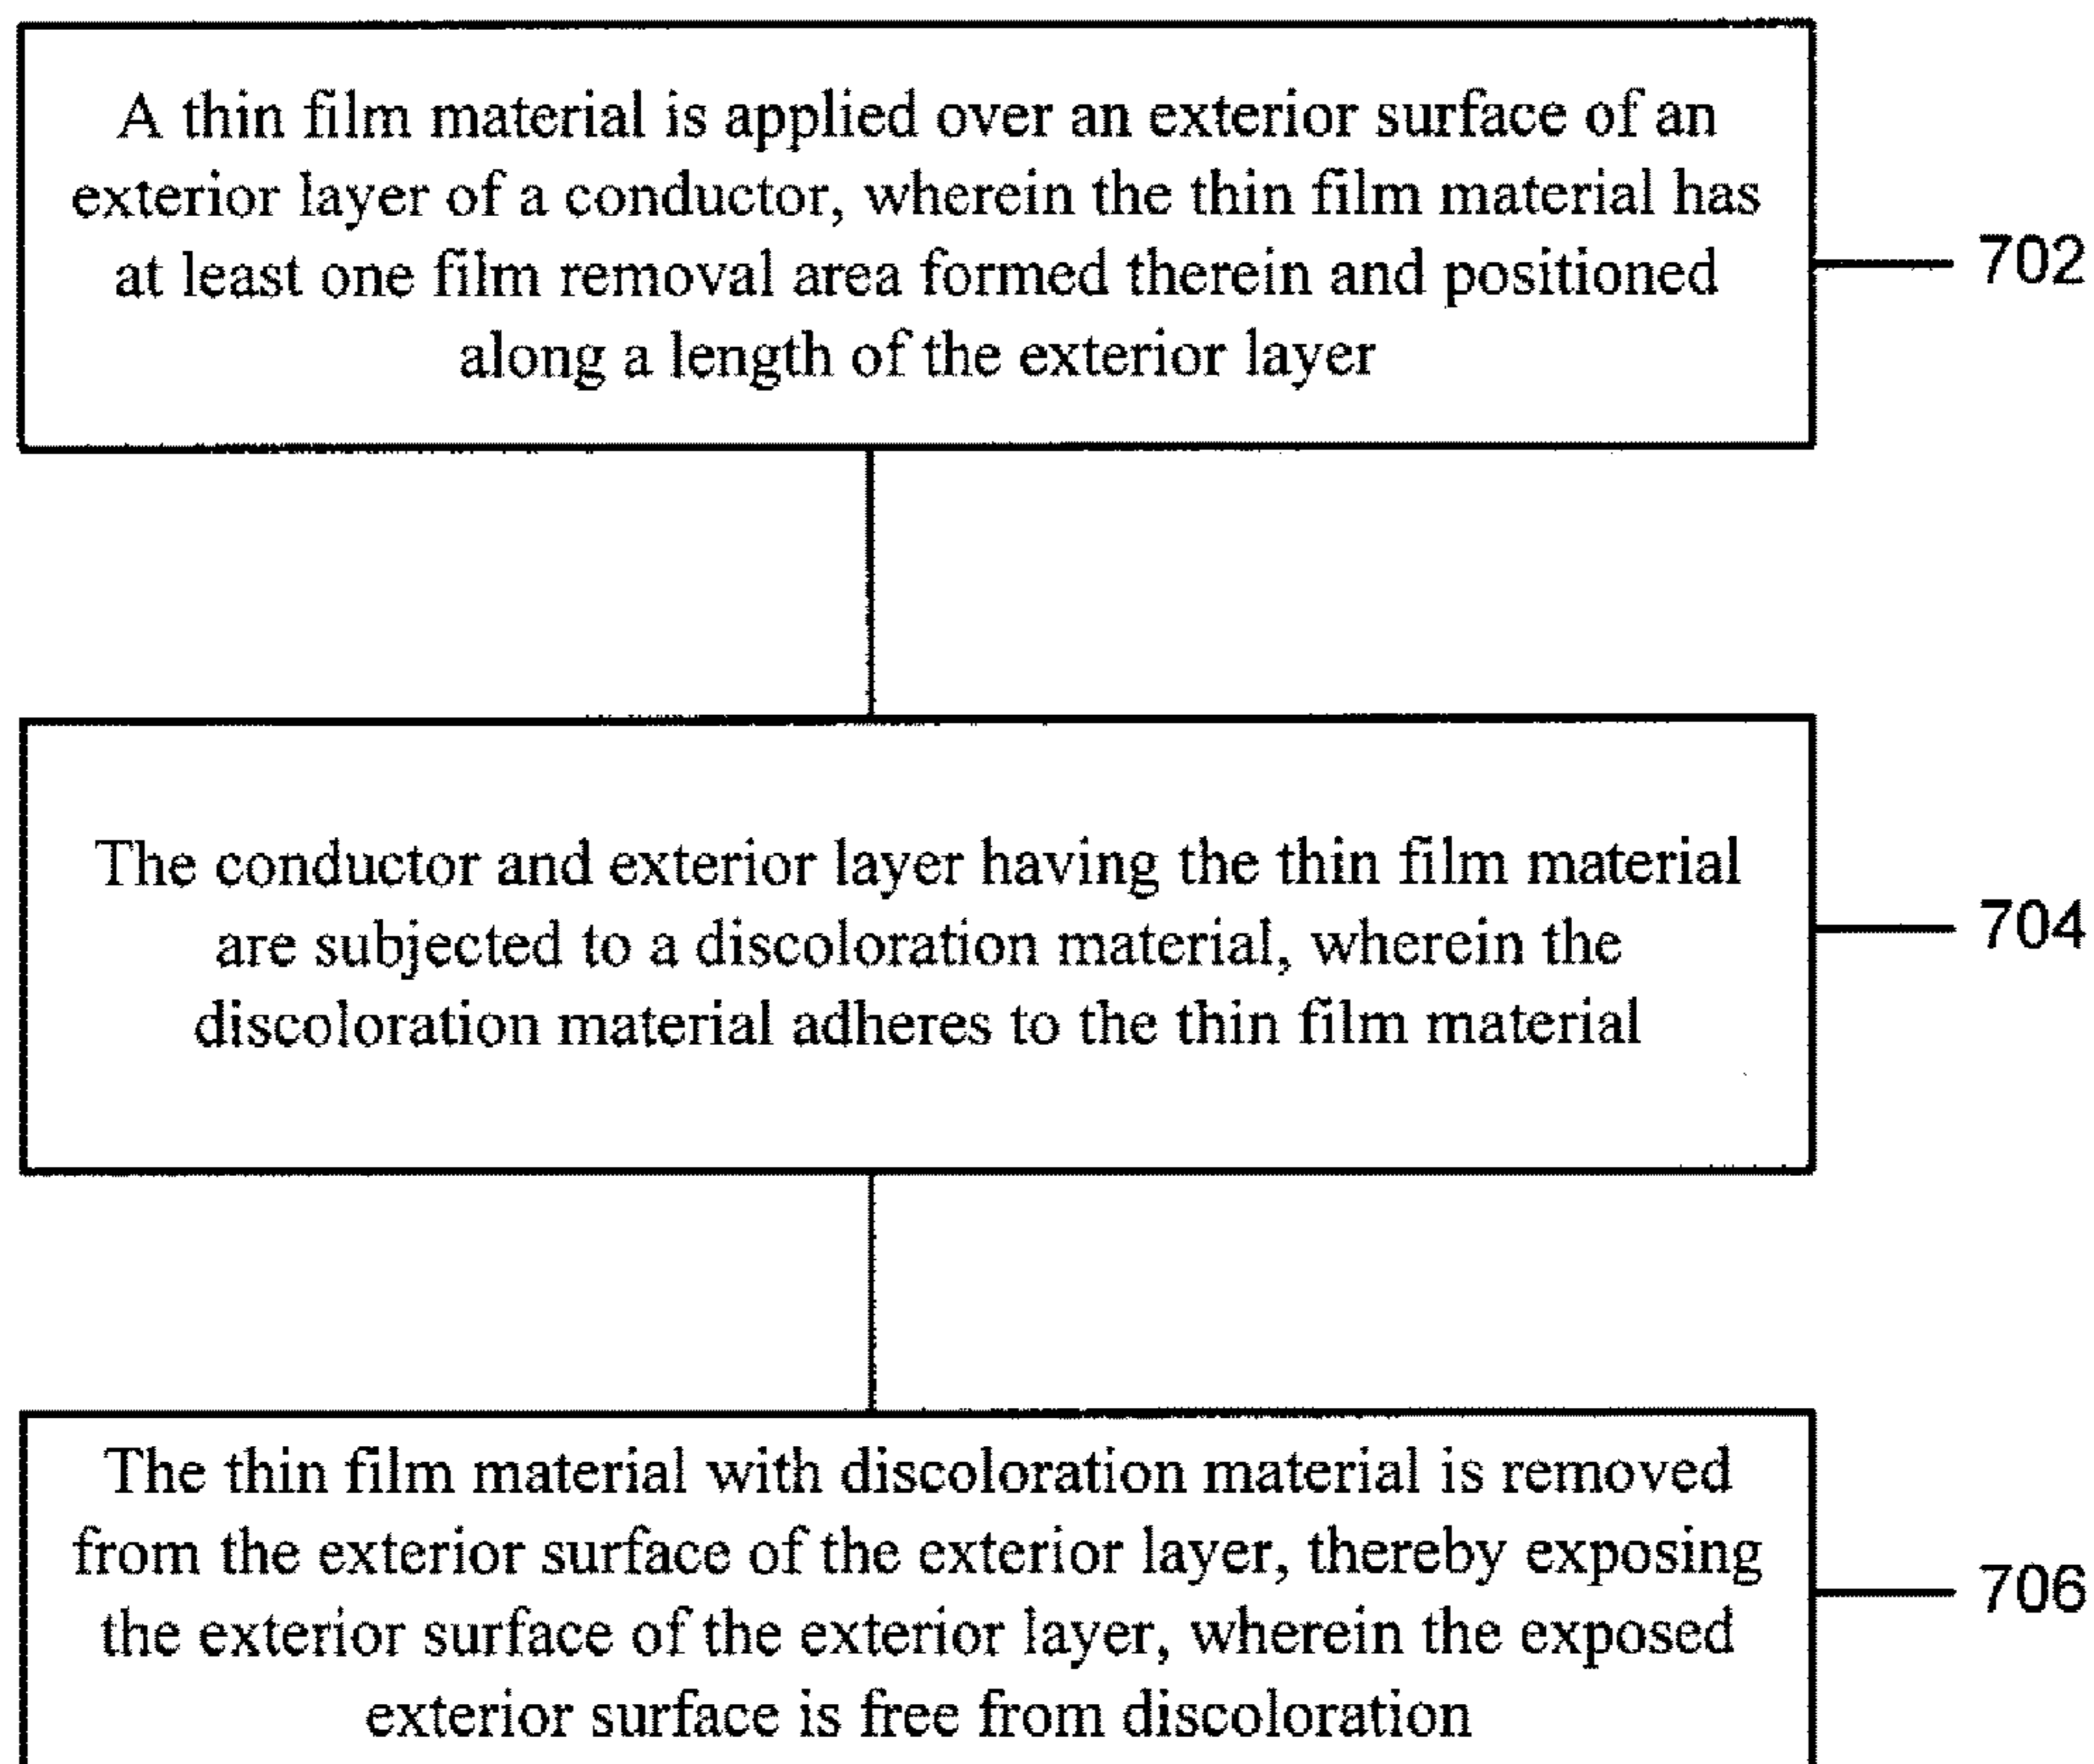 A thin film material is applied over an exterior surface of an
exterior layer of a conductor, wherein the thin film material has
at least one film removal area formed therein and positioned
along a length of the exterior layer
702
The conductor and exterior layer having the thin film material
are subjected to a discoloration material, wherein the
discoloration material adheres to the thin film material
704
The thin film material with discoloration material is removed
from the exterior surface of the exterior layer, thereby exposing
the exterior surface of the exterior layer, wherein the exposed
exterior surface is free from discoloration
706